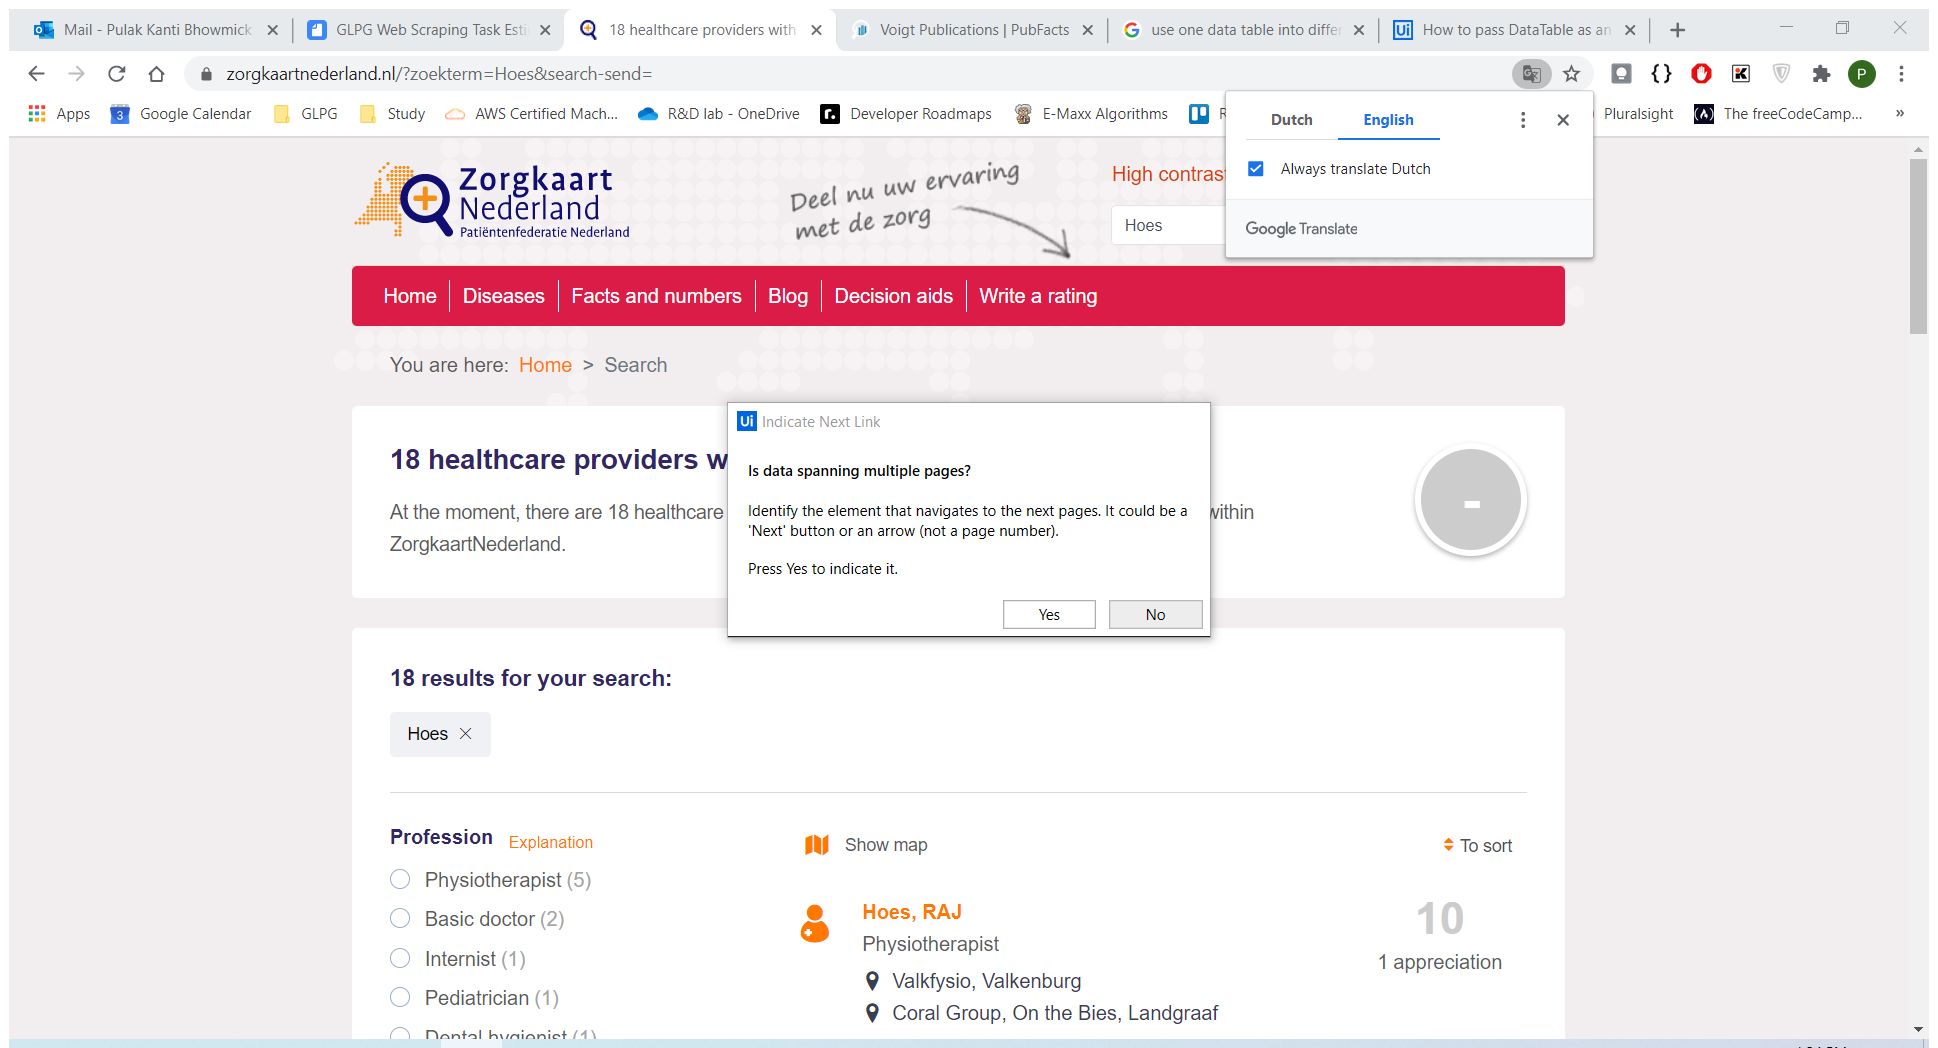 Mail - Pulak Kanti Bhowmick
GLPG Web Scraping Task Esti
18 healthcare providers with
Voigt Publications | PubFacts
use one data table into differ
Ui
How to pass DataTable as an
zorgkaartnederland.nl/?zoekterm=Hoes&search-send=
P
Apps
3
Google Calendar
GLPG
Study
AWS Certified Mach...
R&D lab - OneDrive
r.
Developer Roadmaps
E-Maxx Algorithms
Pluralsight
The freeCodeCamp...
»
Dutch
English
Always translate Dutch
Google Translate
Zorgkaart
Nederland
Patiëntenfederatie Nederland
Deel nu uw ervaring
met de zorg
High contras
Hoes
Home
Diseases
Facts and numbers
Blog
Decision aids
Write a rating
You are here: Home > Search
Ui Indicate Next Link
Is data spanning multiple pages?
Identify the element that navigates to the next pages. It could be a
'Next' button or an arrow (not a page number).
Press Yes to indicate it.
Yes
No
18 healthcare providers w
At the moment, there are 18 healthcare
within
ZorgkaartNederland.
-
18 results for your search:
Hoes
Profession Explanation
Physiotherapist (5)
Basic doctor (2)
Internist (1)
Pediatrician (1)
Dental hygienist (1)
Show map
To sort
Hoes, RAJ
Physiotherapist
Valkfysio, Valkenburg
Coral Group, On the Bies, Landgraaf
10
1 appreciation